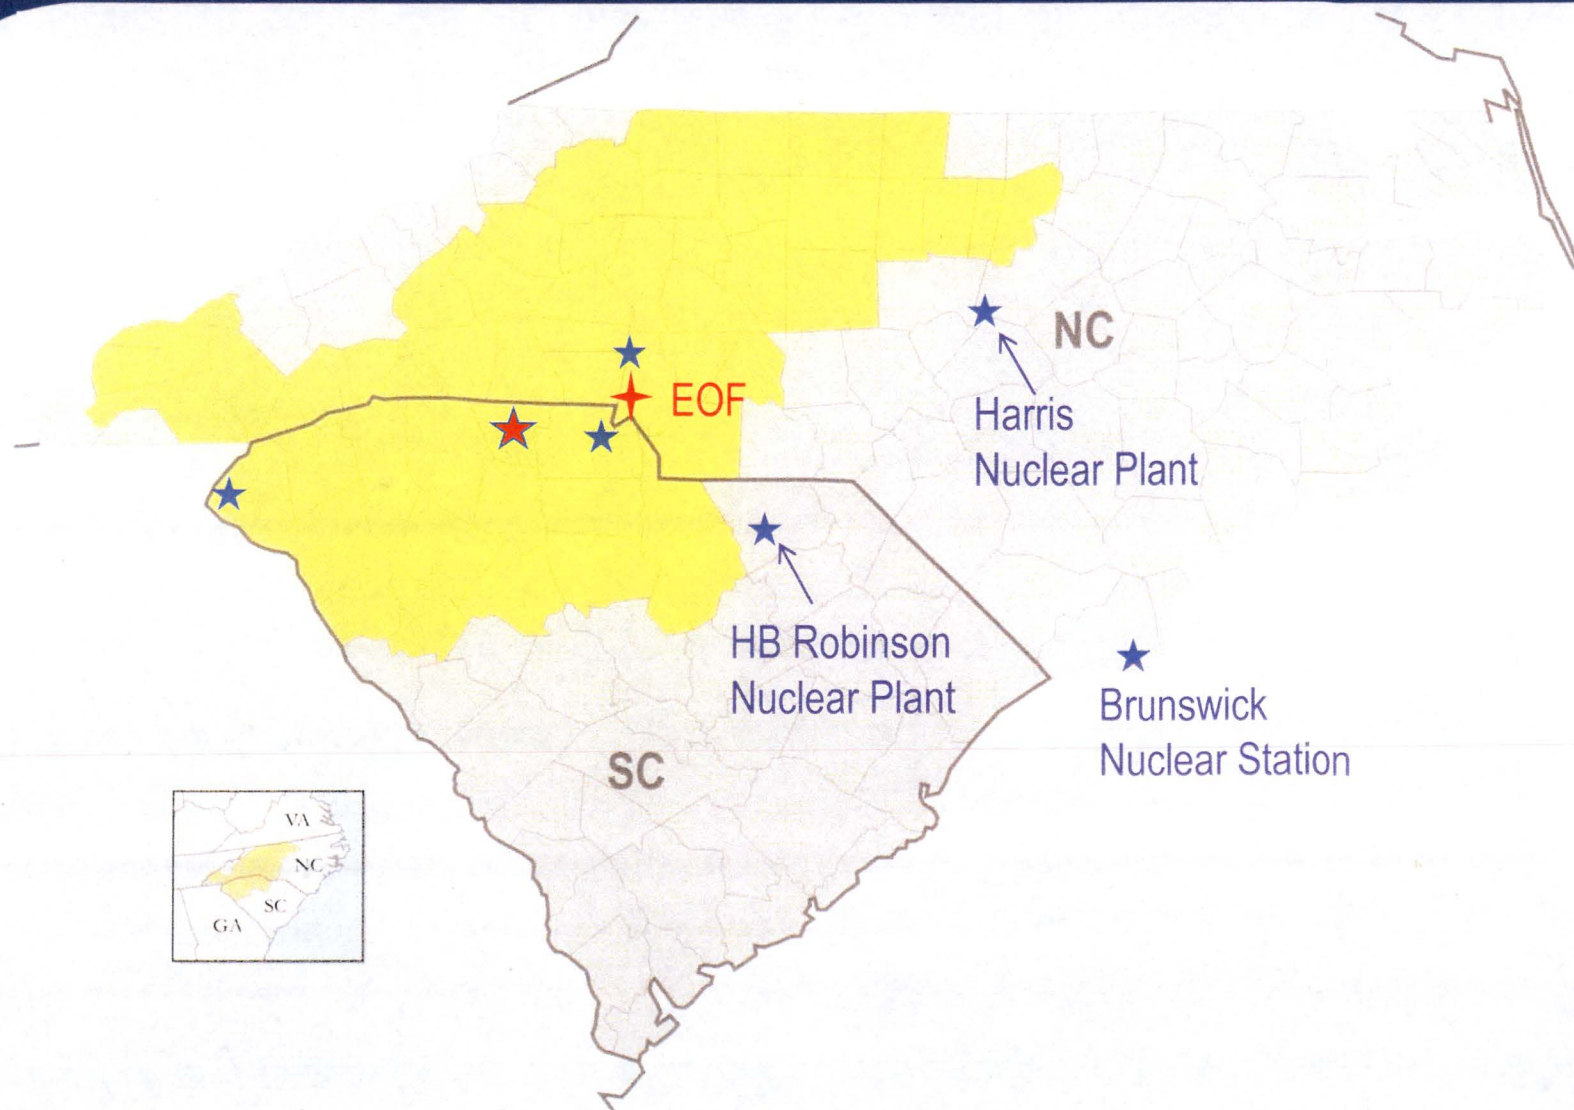 NC
EOF
Harris
Nuclear Plant
HB Robinson
Nuclear Plant
Brunswick
Nuclear Station
SC
VA
NC
SC
GA